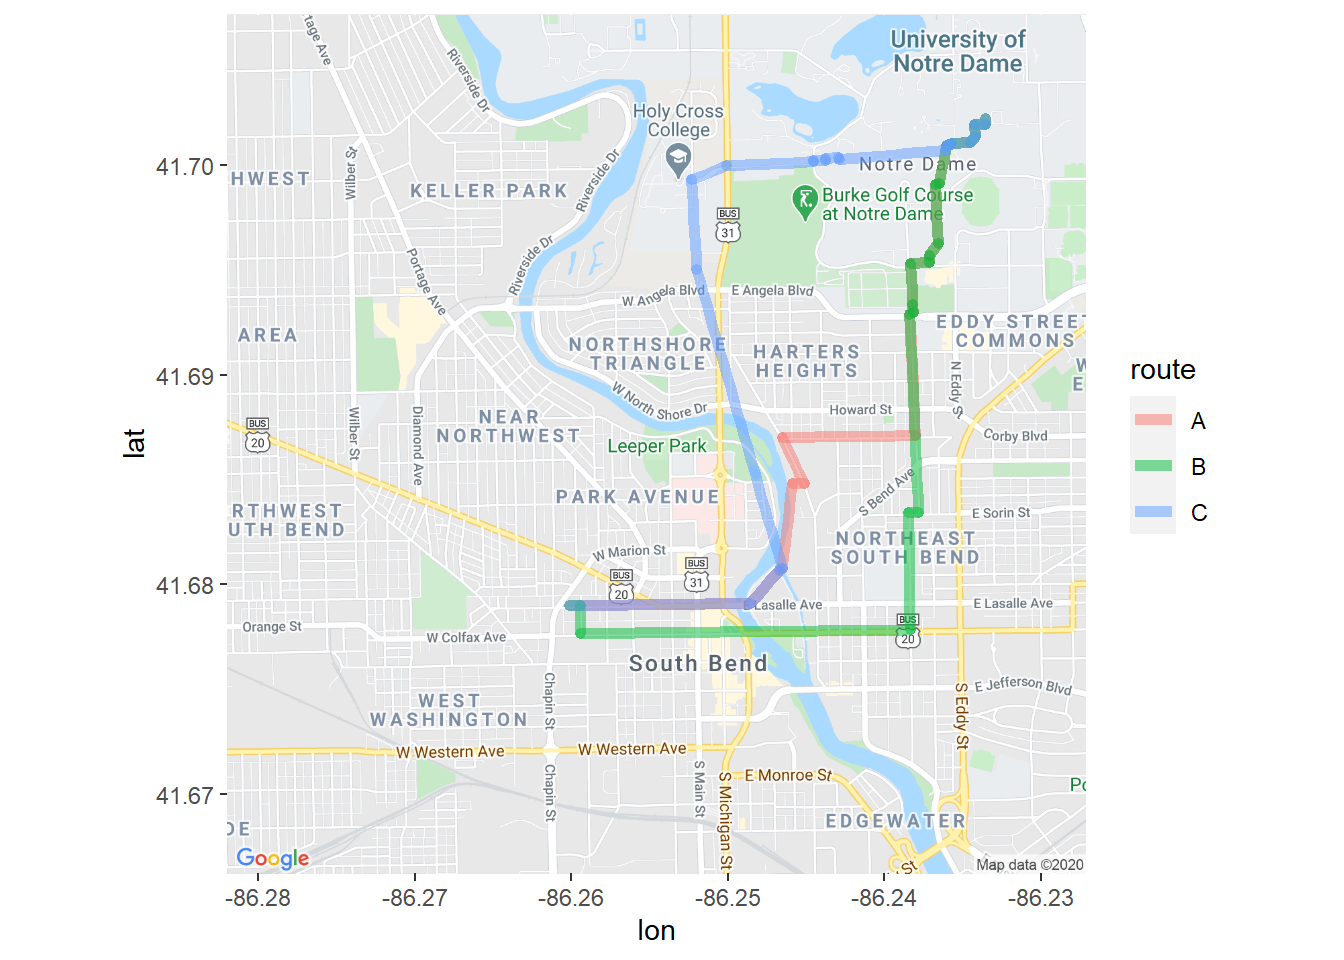 University of
Notre Dame
Holy Cross
College
Notre Dame
Burke Golf Course
at Notre Dame
tage Ave
Riverside Dr
Riverside Dr
Riverside Dr
Wilber St
HWEST
KELLER PARK
Portage Ave
BUS
31
W Angela Blvd
E Angela Blvd
AREA
NORTHSHORE
TRIANGLE
HARTERS
HEIGHTS
EDDY STREET
COMMONS
W
E
N Eddy St
W North Shore Dr
Howard St
Corby Blvd
BUS
20
Wilber St
Diamond Ave
NEAR
NORTHWEST
Leeper Park
PARK AVENUE
S Bend Ave
RTHWEST
UTH BEND
E Sorin St
NORTHEAST
SOUTH BEND
W Marion St
BUS
31
BUS
20
E Lasalle Ave
E Lasalle Ave
Orange St
W Colfax Ave
BUS
20
South Bend
Chapin St
E Jefferson Blvd
S Eddy St
WEST
WASHINGTON
W Western Ave
W Western Ave
Chapin St
S Main St
S Michigan St
E Monroe St
Po
EDGEWATER
DE
St
Google
Map data ©2020
41.70
41.69
41.68
41.67
lat
-86.28
-86.27
-86.26
-86.25
-86.24
-86.23
lon
route
A
B
C